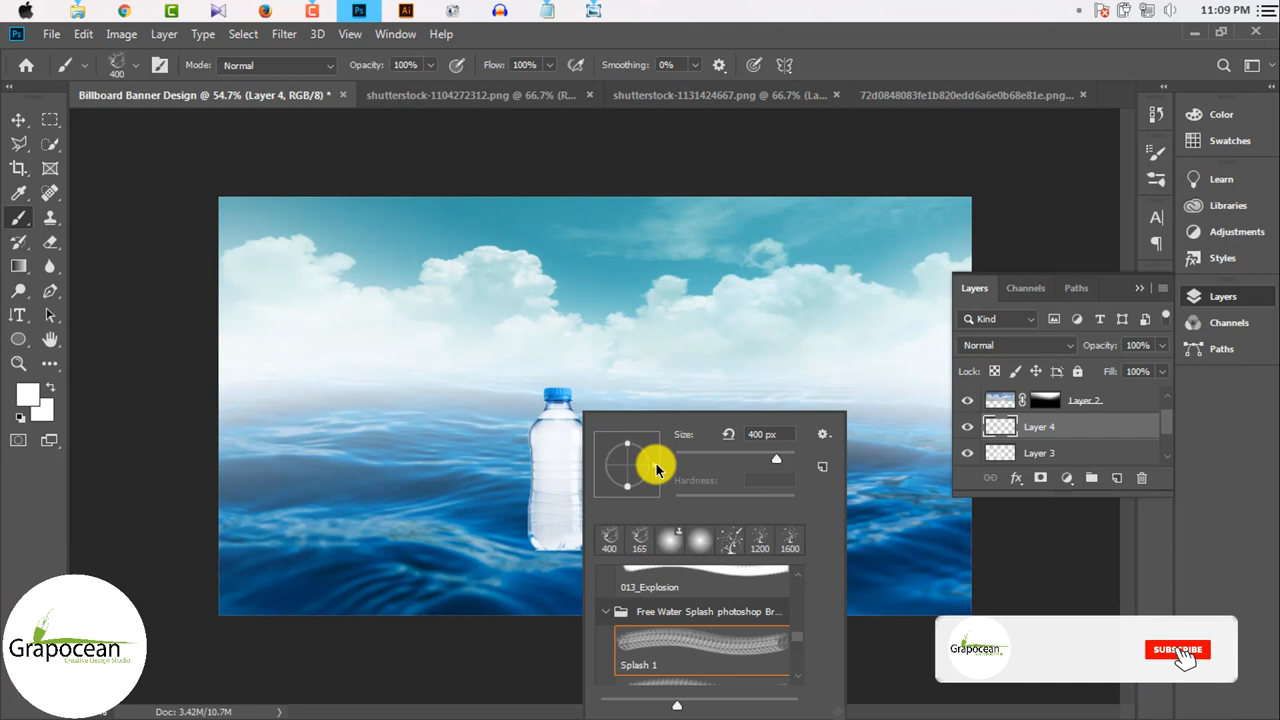 11:09 PM
Ps File Edit Image Layer Type Select Filter 3D View Window Help
400 Mode: Normal Opacity: 100% Flow: 100% Smoothing: 0%
Billboard Banner Design @ 54.7% (Layer 4, RGB/8) * shutterstock-1104272312.png @ 66.7% (R... shutterstock-1131424667.png @ 66.7% (La... 72d0848083fe1b820edd6a6e0b68e81e.png...
Color
Swatches
Learn
Libraries
Adjustments
Styles
Layers
Channels
Paths
Layers Channels Paths
Kind
Normal Opacity: 100%
Lock: Fill: 100%
Layer 2
Layer 4
Layer 3
Size: 400 px
Hardness:
400 165 1200 1600
013_Explosion
Free Water Splash photoshop Br...
Splash 1
Grapocean
Creative Design Studio
Grapocean
SUBSCRIBE
Doc: 3.42M/10.7M